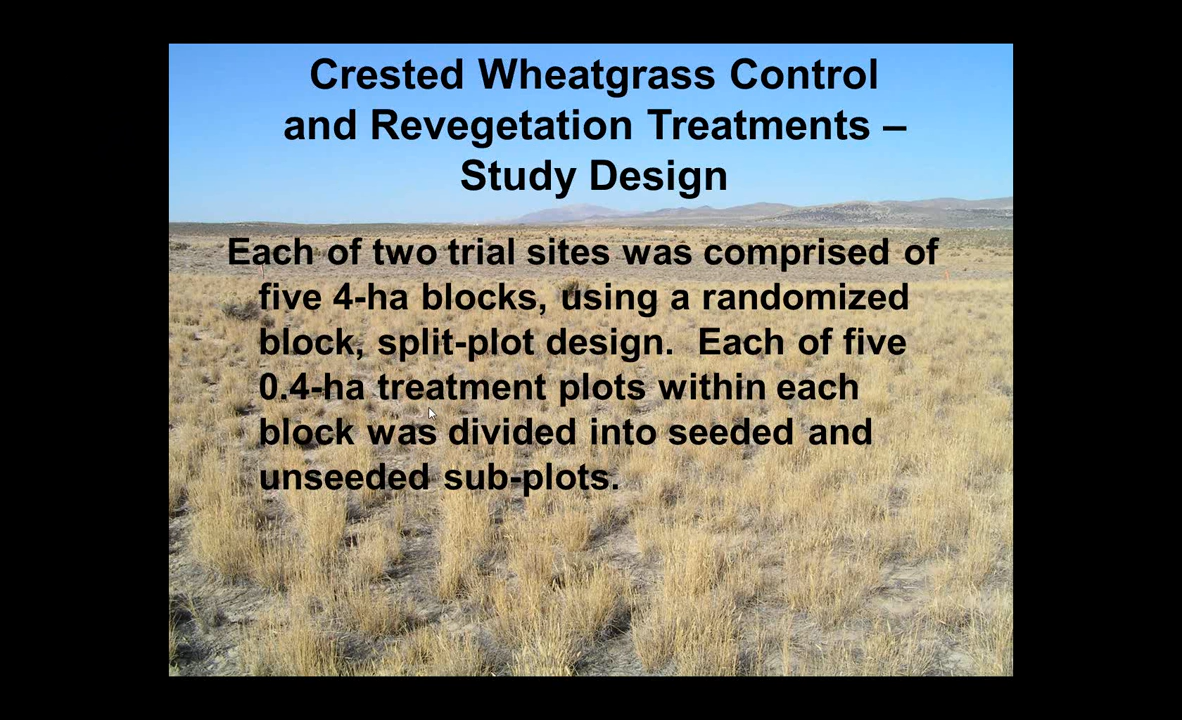 Crested Wheatgrass Control
and Revegetation Treatments –
Study Design
Each of two trial sites was comprised of
five 4-ha blocks, using a randomized
block, split-plot design.  Each of five
0.4-ha treatment plots within each
block was divided into seeded and
unseeded sub-plots.